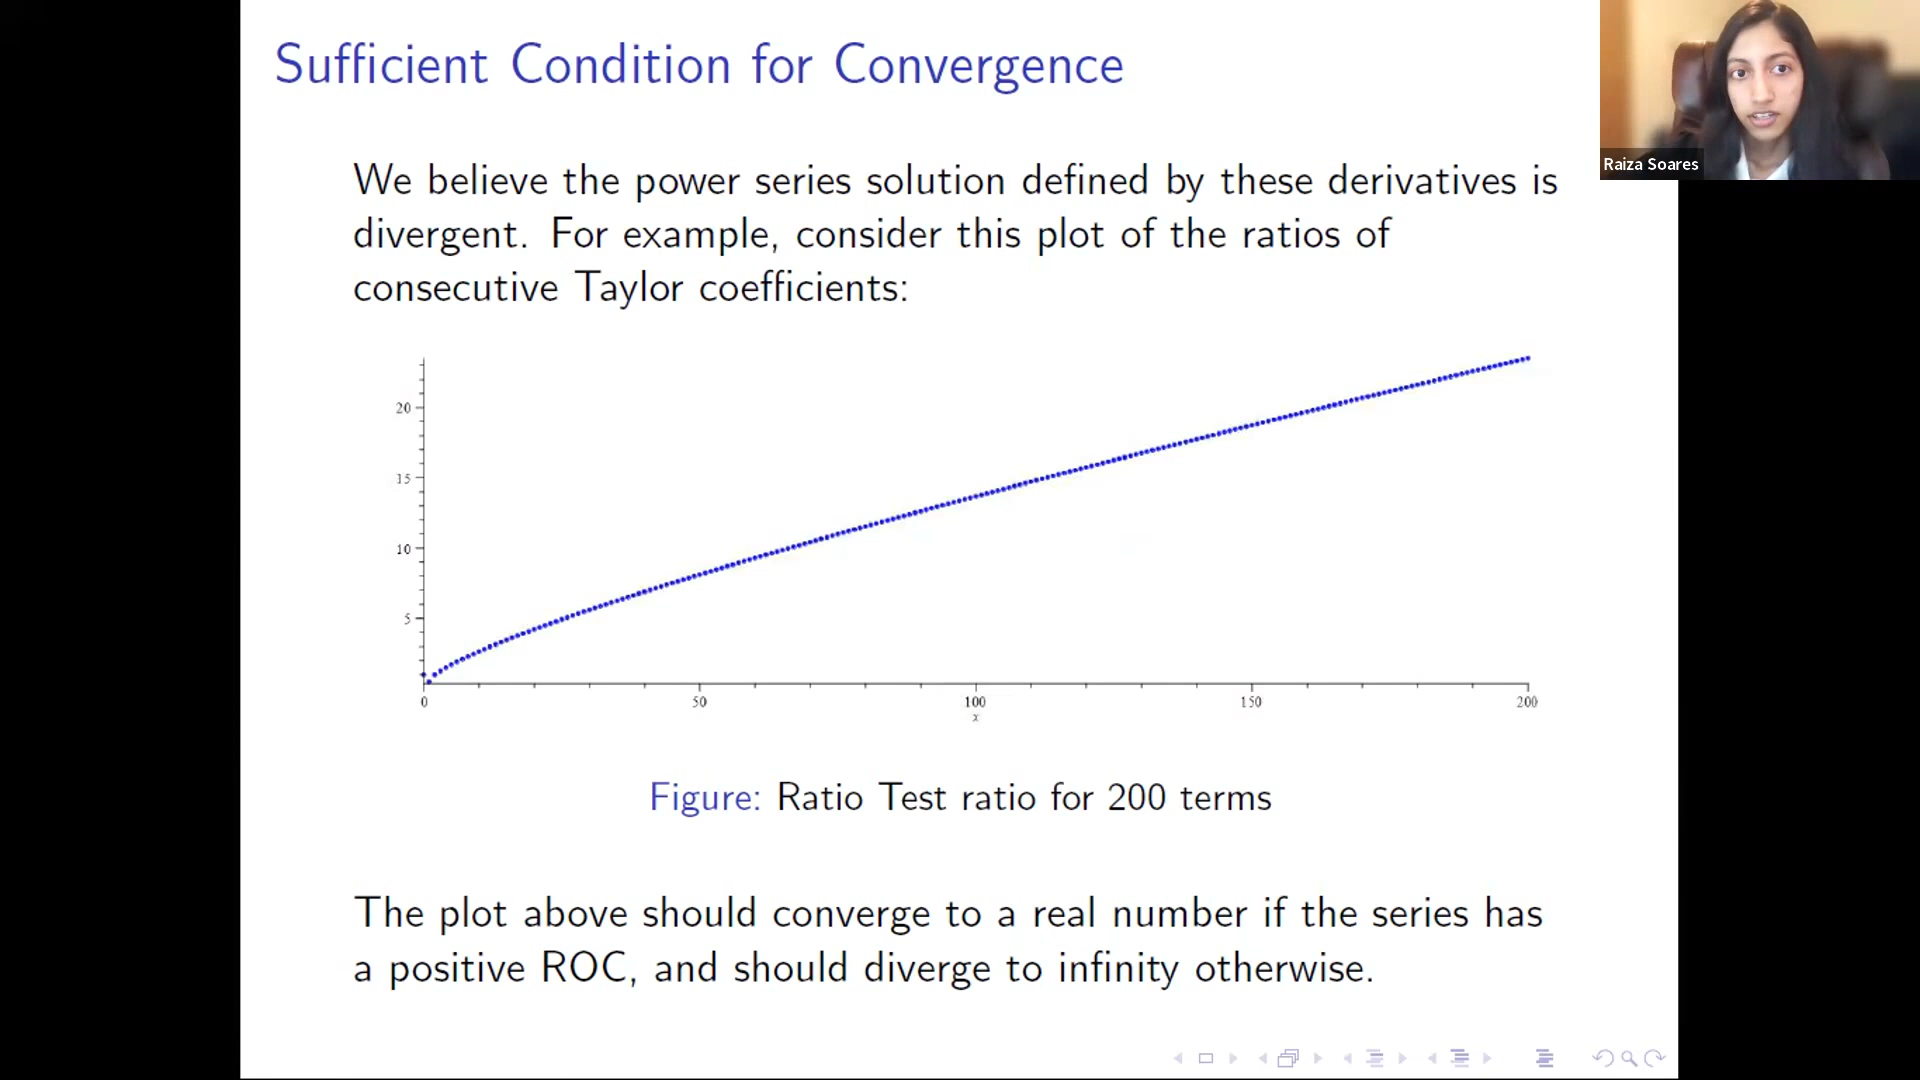 Sufficient Condition for Convergence
Raiza Soares
We believe the power series solution defined by these derivatives is
divergent. For example, consider this plot of the ratios of
consecutive Taylor coefficients:
20
15
10
5
0
50
100
150
200
x
Figure: Ratio Test ratio for 200 terms
The plot above should converge to a real number if the series has
a positive ROC, and should diverge to infinity otherwise.